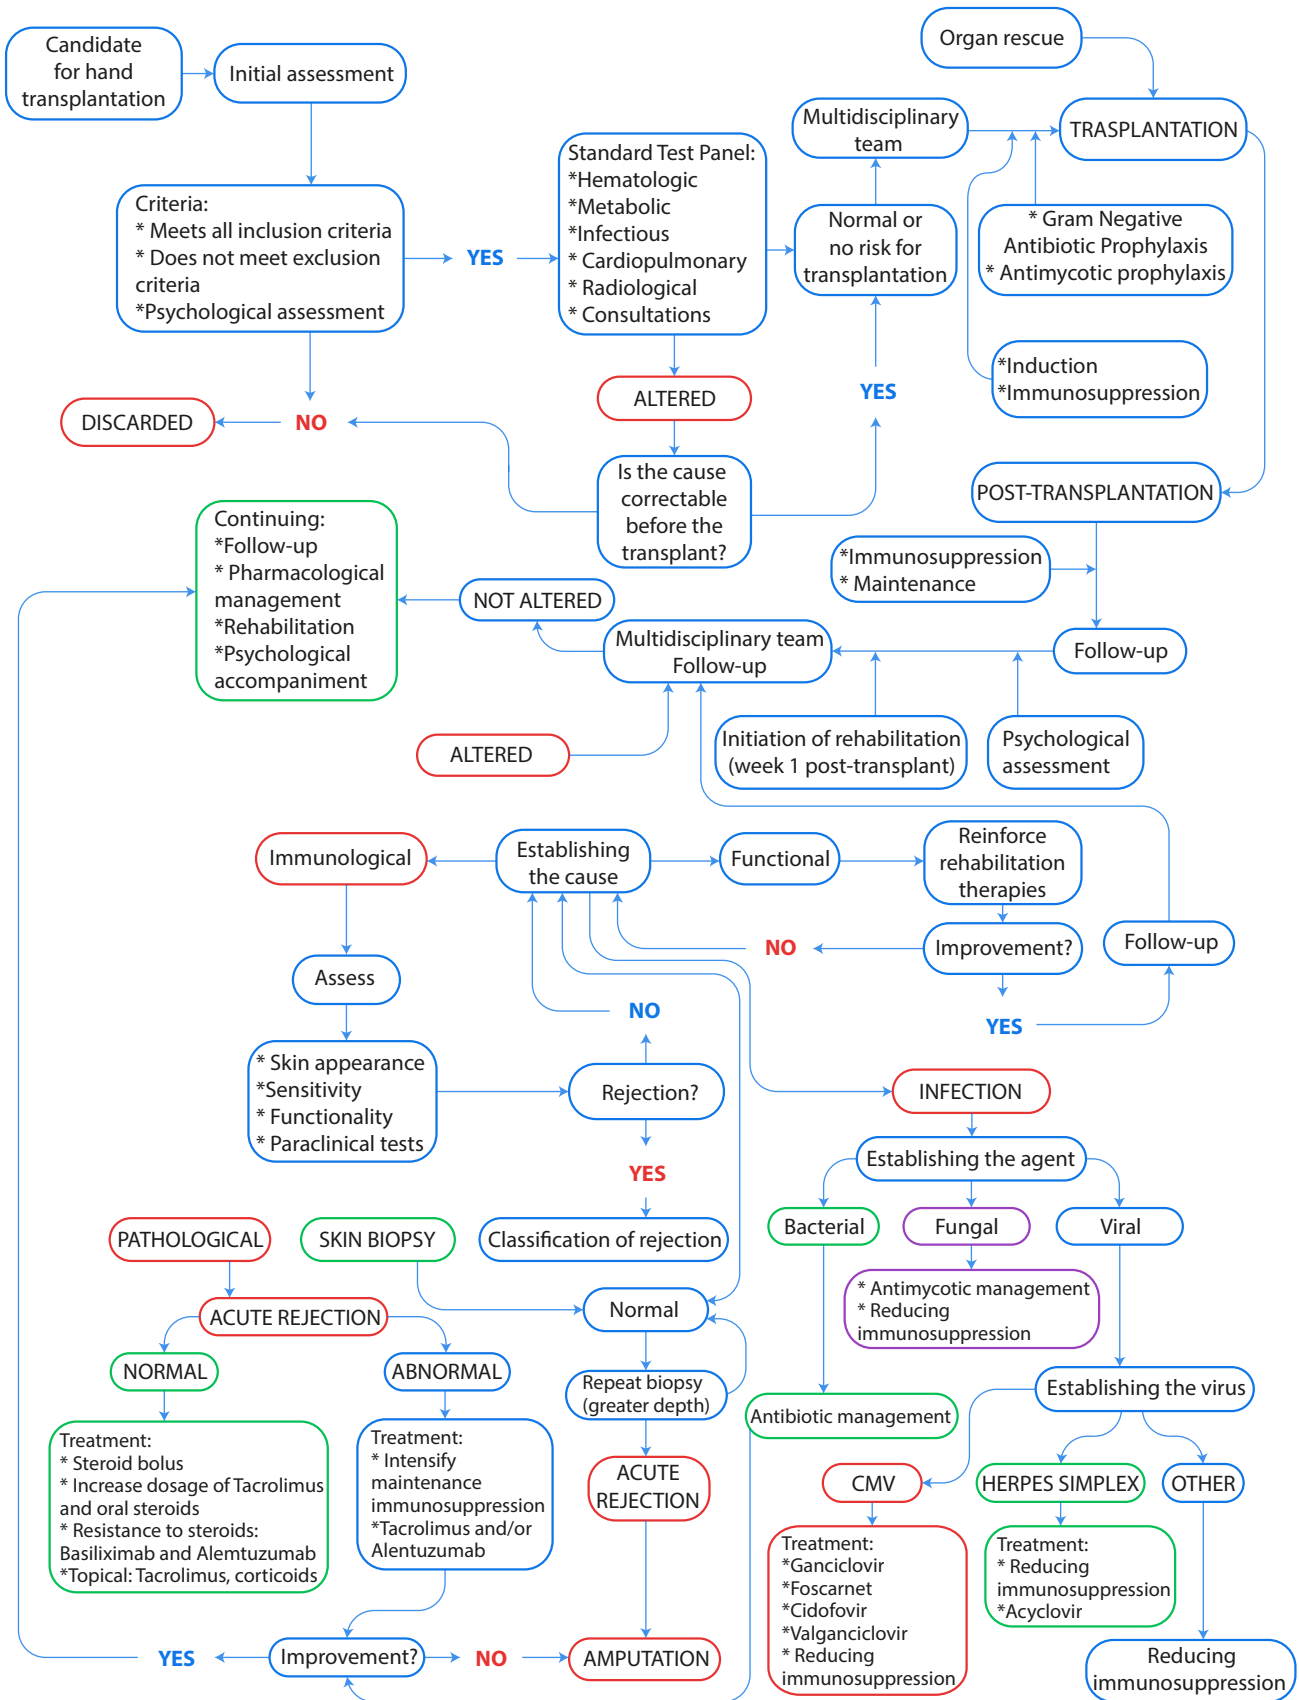 Candidate
for hand
transplantation
Initial assessment
Organ rescue
Multidisciplinary
team
TRASPLANTATION
Criteria:
* Meets all inclusion criteria
* Does not meet exclusion
criteria
*Psychological assessment
YES
Standard Test Panel:
*Hematologic
*Metabolic
*Infectious
* Cardiopulmonary
* Radiological
* Consultations
Normal or
no risk for
transplantation
* Gram Negative
Antibiotic Prophylaxis
* Antimycotic prophylaxis
*Induction
*Immunosuppression
DISCARDED
NO
ALTERED
YES
Is the cause
correctable
before the
transplant?
POST-TRANSPLANTATION
*Immunosuppression
* Maintenance
Continuing:
*Follow-up
* Pharmacological
management
*Rehabilitation
*Psychological
accompaniment
NOT ALTERED
Multidisciplinary team
Follow-up
Follow-up
ALTERED
Initiation of rehabilitation
(week 1 post-transplant)
Psychological
assessment
Immunological
Establishing
the cause
Functional
Reinforce
rehabilitation
therapies
NO
Improvement?
Follow-up
YES
Assess
NO
* Skin appearance
*Sensitivity
* Functionality
* Paraclinical tests
Rejection?
YES
Classification of rejection
INFECTION
Establishing the agent
Bacterial
Fungal
Viral
* Antimycotic management
* Reducing
immunosuppression
PATHOLOGICAL
SKIN BIOPSY
ACUTE REJECTION
Normal
NORMAL
ABNORMAL
Repeat biopsy
(greater depth)
Antibiotic management
Establishing the virus
Treatment:
* Steroid bolus
* Increase dosage of Tacrolimus
and oral steroids
* Resistance to steroids:
Basiliximab and Alemtuzumab
*Topical: Tacrolimus, corticoids
Treatment:
* Intensify
maintenance
immunosuppression
*Tacrolimus and/or
Alentuzumab
ACUTE
REJECTION
CMV
HERPES SIMPLEX
OTHER
Treatment:
*Ganciclovir
*Foscarnet
*Cidofovir
*Valganciclovir
* Reducing
immunosuppression
Treatment:
* Reducing
immunosuppression
*Acyclovir
YES
Improvement?
NO
AMPUTATION
Reducing
immunosuppression